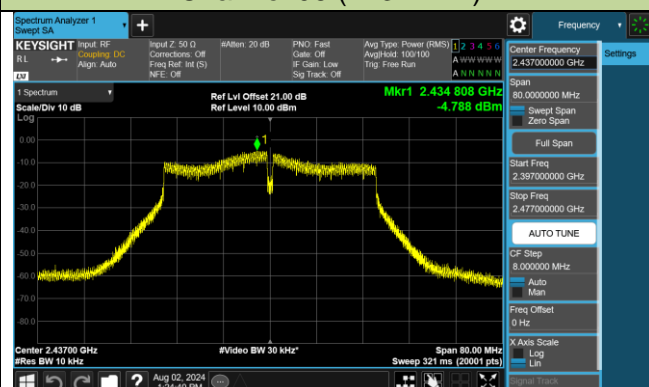 Spectrum Analyzer 1
Swept SA
Frequency
KEYSIGHT
Input: RF
Coupling: DC
Align: Auto
Input Z: 50 Ω
Corrections: Off
Freq Ref: Int (S)
NFE: Off
#Atten: 20 dB
PNO: Fast
Gate: Off
IF Gain: Low
Sig Track: Off
Avg Type: Power (RMS)
Avg|Hold: 100/100
Trig: Free Run
1 2 3 4 5 6
A W W W W W
A N N N N N
R L
LXI
1 Spectrum
Scale/Div 10 dB
Log
Ref Lvl Offset 21.00 dB
Ref Level 10.00 dBm
Mkr1 2.434 808 GHz
-4.788 dBm
1
0.00
-10.0
-20.0
-30.0
-40.0
-50.0
-60.0
-70.0
-80.0
Center 2.43700 GHz
#Res BW 10 kHz
#Video BW 30 kHz*
Span 80.00 MHz
Sweep 321 ms (20001 pts)
Aug 02, 2024
Center Frequency
2.437000000 GHz
Settings
Span
80.0000000 MHz
Swept Span
Zero Span
Full Span
Start Freq
2.397000000 GHz
Stop Freq
2.477000000 GHz
AUTO TUNE
CF Step
8.000000 MHz
Auto
Man
Freq Offset
0 Hz
X Axis Scale
Log
Lin
Signal Track